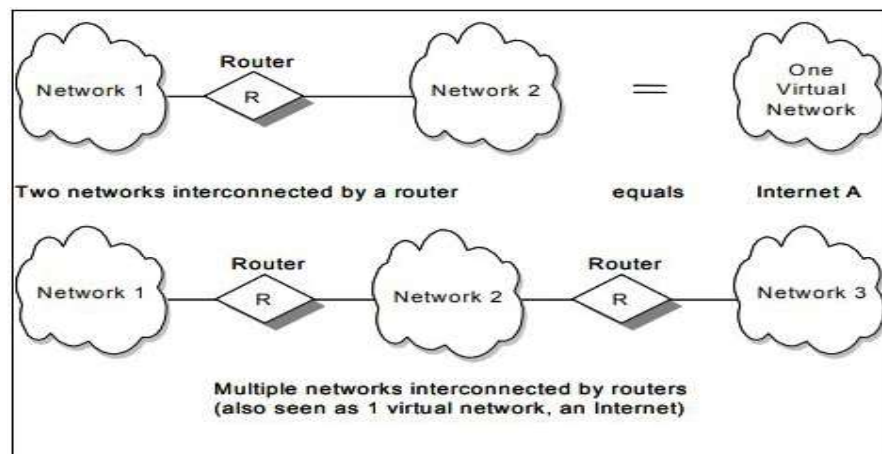 Router
One
Virtual
Network
Network 1
R
Network 2
=
Two networks interconnected by a router
equals
Internet A
Router
Router
Network 1
R
Network 2
R
Network 3
Multiple networks interconnected by routers
(also seen as 1 virtual network, an Internet)